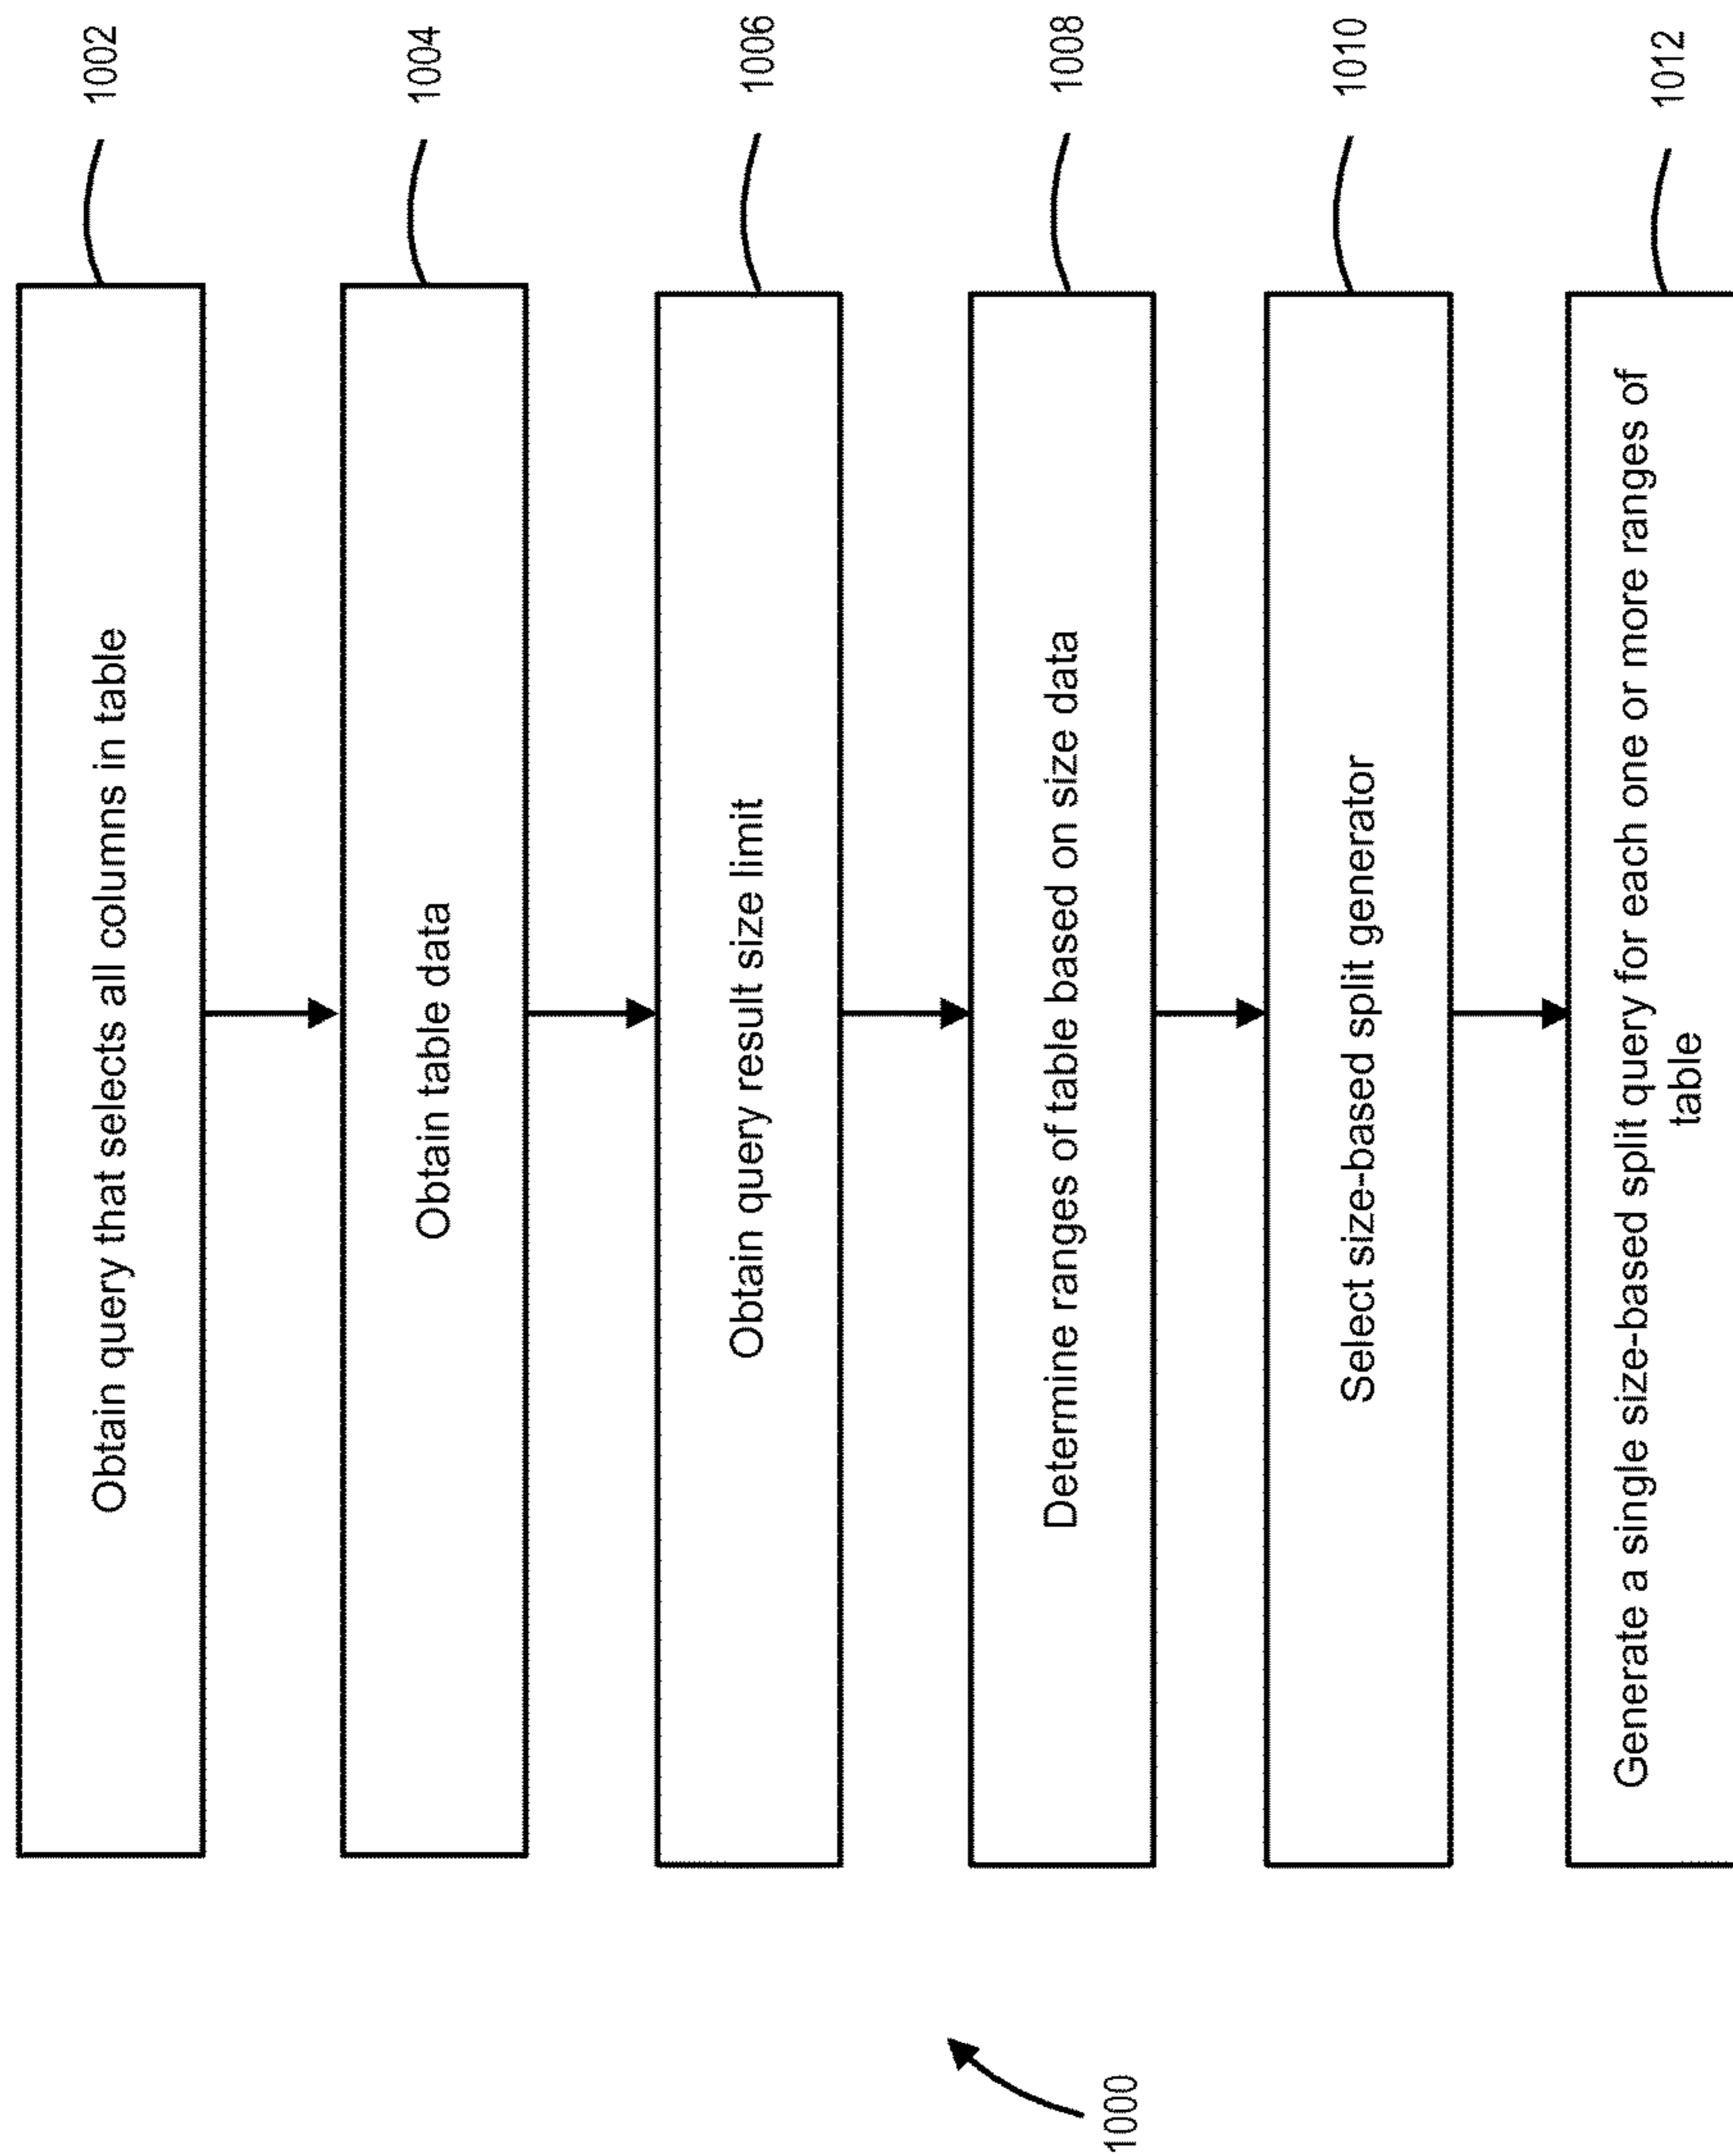 Obtain query that selects all columns in table
1002
Obtain table data
1004
Obtain query result size limit
1006
Determine ranges of table based on size data
1008
Select size-based split generator
1010
Generate a single size-based split query for each one or more ranges of
table
1012
1000